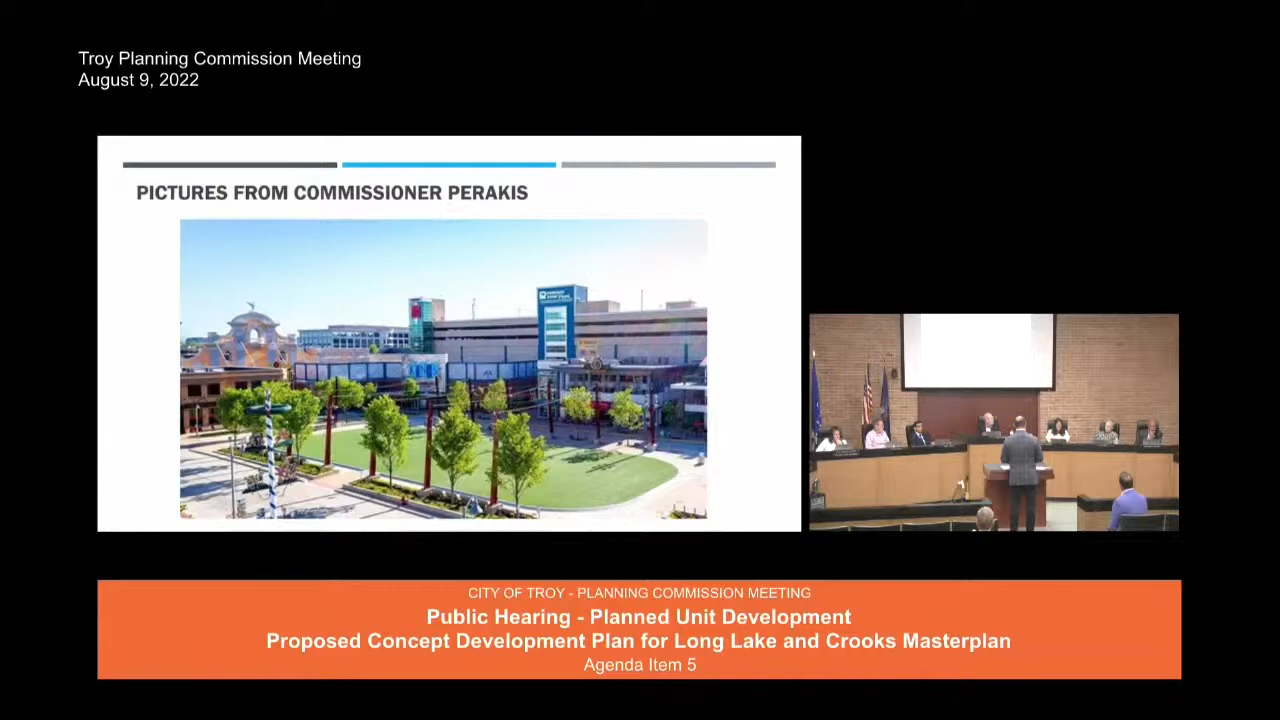 Troy Planning Commission Meeting
August 9, 2022
PICTURES FROM COMMISSIONER PERAKIS
CITY OF TROY - PLANNING COMMISSION MEETING
Public Hearing - Planned Unit Development
Proposed Concept Development Plan for Long Lake and Crooks Masterplan
Agenda Item 5